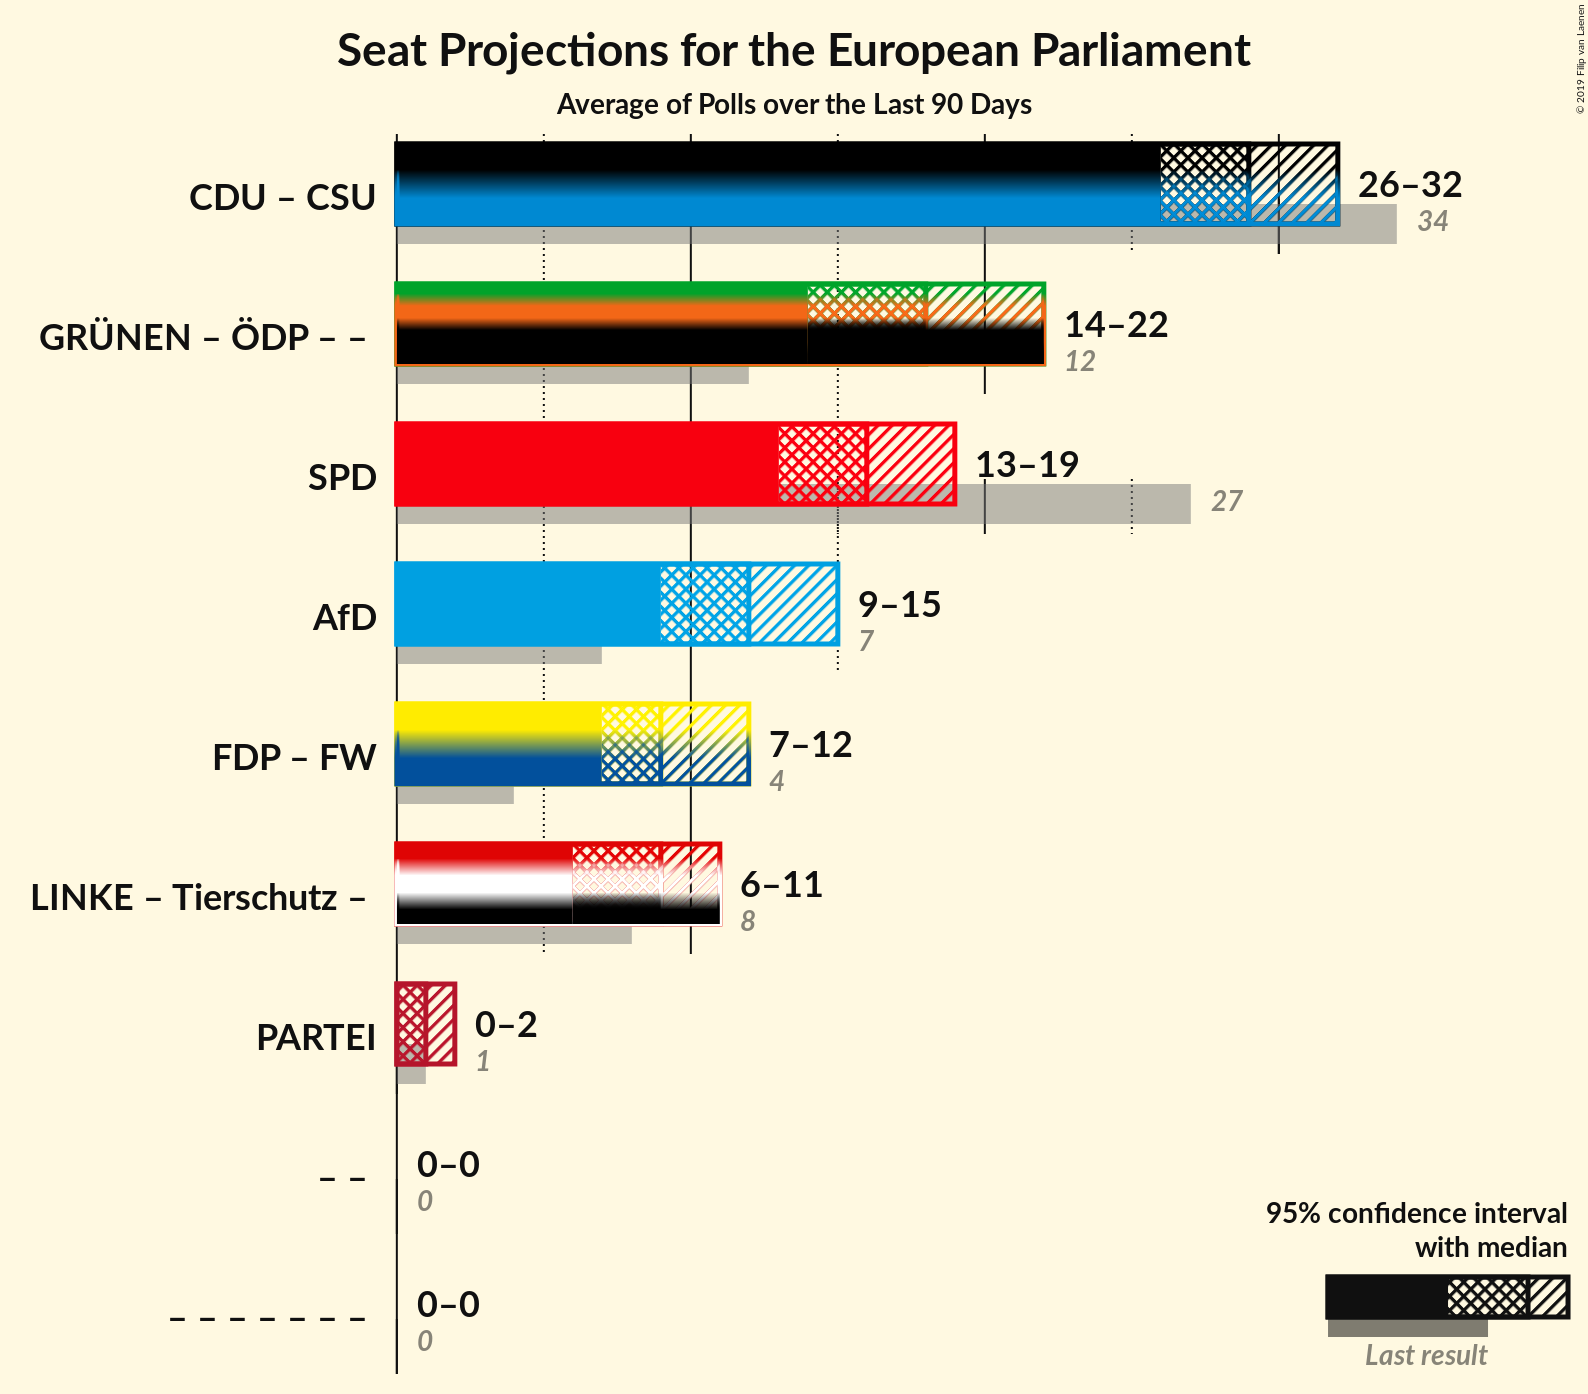 Seat Projections for the European Parliament
Average of Polls over the Last 90 Days
© 2019 Filip van Laenen
CDU – CSU
26–32
34
GRÜNEN – ÖDP – –
14–22
12
SPD
13–19
27
AfD
9–15
7
FDP – FW
7–12
4
LINKE – Tierschutz –
6–11
8
PARTEI
0–2
1
– –
0–0
0
– – – – – – –
0–0
0
95% confidence interval
with median
Last result